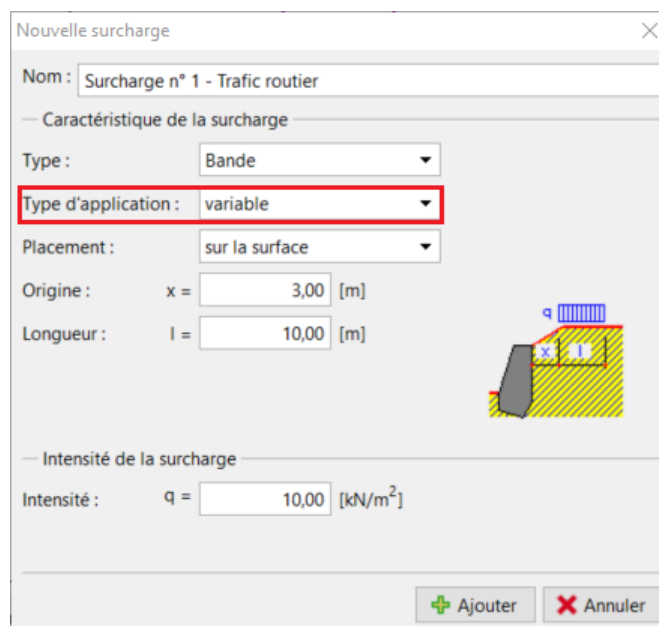 Nouvelle surcharge
Nom : Surcharge n° 1 - Trafic routier
Caractéristique de la surcharge
Type : Bande
Type d'application : variable
Placement : sur la surface
Origine : x = 3,00 [m]
Longueur : l = 10,00 [m]
q
x l
Intensité de la surcharge
Intensité : q = 10,00 [kN/m²]
Ajouter Annuler